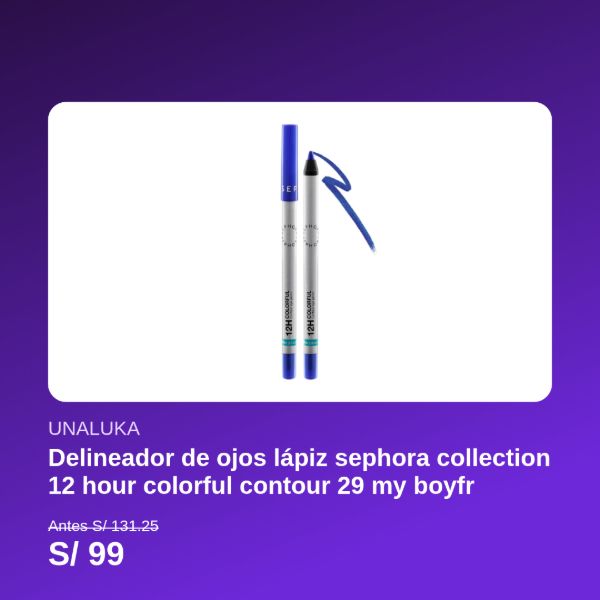 SEP
12H COLORFUL
12H COLORFUL
UNALUKA
Delineador de ojos lápiz sephora collection
12 hour colorful contour 29 my boyfr
Antes S/ 131.25
S/ 99